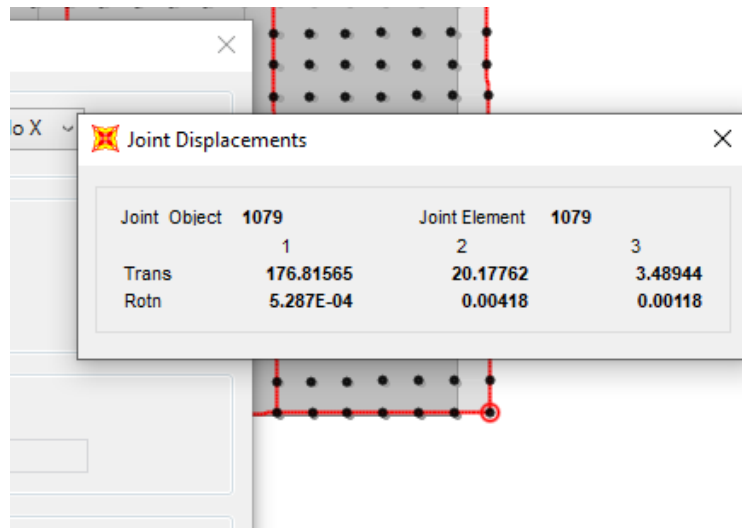 lo X
Joint Displacements
Joint Object 1079 Joint Element 1079
1 2 3
Trans 176.81565 20.17762 3.48944
Rotn 5.287E-04 0.00418 0.00118